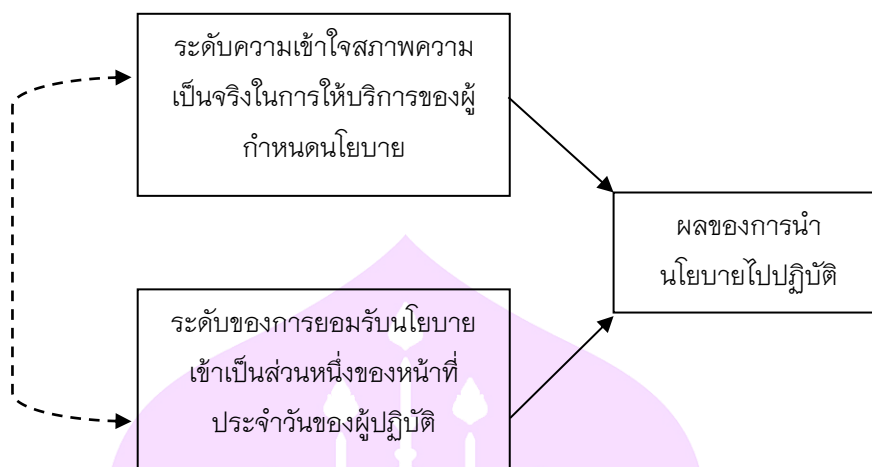 ระดับความเข้าใจสภาพความ
เป็นจริงในการให้บริการของผู้
กำหนดนโยบาย
ผลของการนำ
นโยบายไปปฏิบัติ
ระดับของการยอมรับนโยบาย
เข้าเป็นส่วนหนึ่งของหน้าที่
ประจำวันของผู้ปฏิบัติ